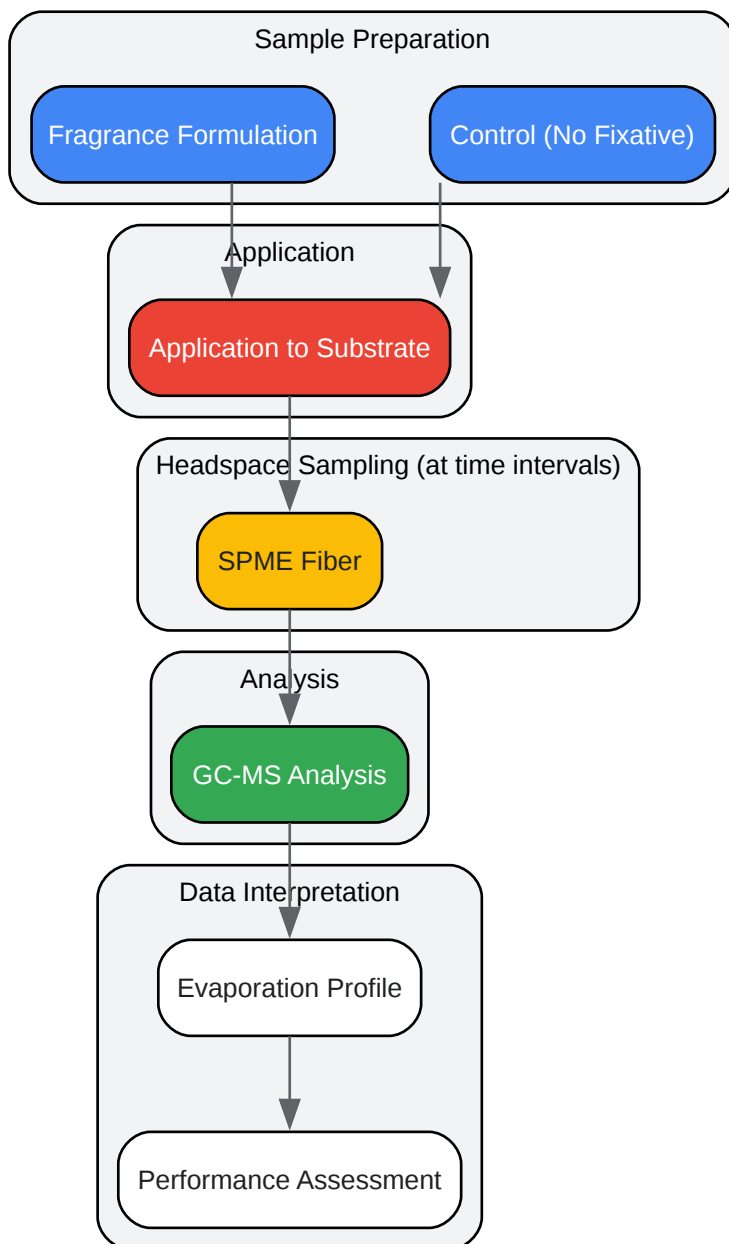 Sample Preparation
Fragrance Formulation
Control (No Fixative)
Application
Application to Substrate
Headspace Sampling (at time intervals)
SPME Fiber
Analysis
GC-MS Analysis
Data Interpretation
Evaporation Profile
Performance Assessment